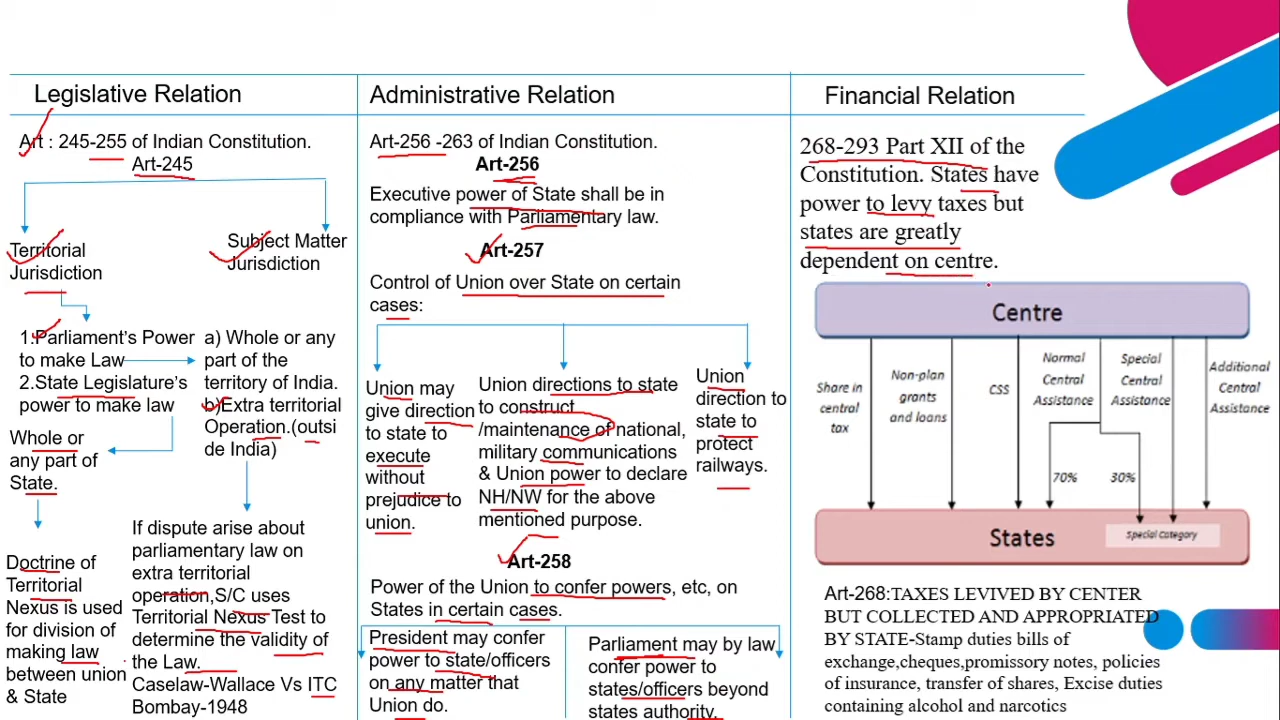 Legislative Relation
Art : 245-255 of Indian Constitution.
Art-245
Territorial
Jurisdiction
Subject Matter
Jurisdiction
1.Parliament's Power
to make Law
2.State Legislature's
power to make law
Whole or
any part of
State.
Doctrine of
Territorial
Nexus is used
for division of
making law
between union
& State
a) Whole or any
part of the
territory of India.
b)Extra territorial
Operation.(outsi
de India)
If dispute arise about
parliamentary law on
extra territorial
operation,S/C uses
Territorial Nexus Test to
determine the validity of
the Law.
Caselaw-Wallace Vs ITC
Bombay-1948
Administrative Relation
Art-256 -263 of Indian Constitution.
Art-256
Executive power of State shall be in
compliance with Parliamentary law.
Art-257
Control of Union over State on certain
cases:
Union may
give direction
to state to
execute
without
prejudice to
union.
Union directions to state
to construct
/maintenance of national,
military communications
& Union power to declare
NH/NW for the above
mentioned purpose.
Union
direction to
state to
protect
railways.
Art-258
Power of the Union to confer powers, etc, on
States in certain cases.
President may confer
power to state/officers
on any matter that
Union do.
Parliament may by law
confer power to
states/officers beyond
states authority.
Financial Relation
268-293 Part XII of the
Constitution. States have
power to levy taxes but
states are greatly
dependent on centre.
Centre
Share in
central
tax
Non-plan
grants
and loans
CSS
Normal
Central
Assistance
Special
Central
Assistance
Additional
Central
Assistance
70%
30%
States
Special Category
Art-268:TAXES LEVIVED BY CENTER
BUT COLLECTED AND APPROPRIATED
BY STATE-Stamp duties bills of
exchange,cheques,promissory notes, policies
of insurance, transfer of shares, Excise duties
containing alcohol and narcotics